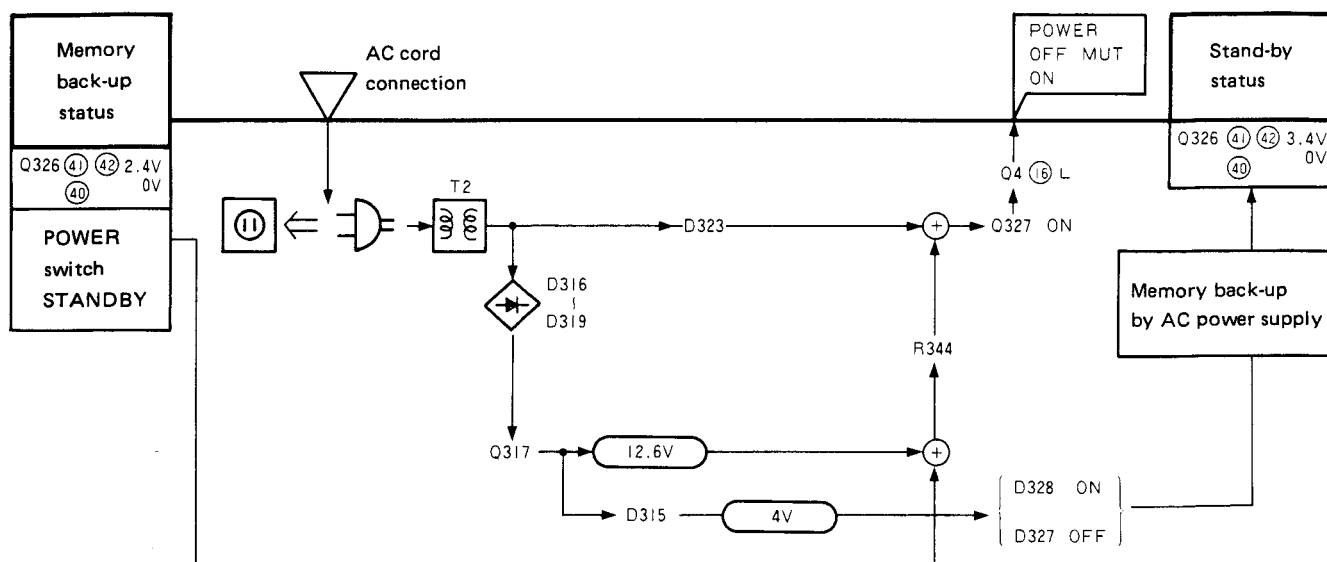 Memory
back-up
status
Q326 41 42 2.4V
40 0V
POWER
switch
STANDBY
AC cord
connection
T2
D323
D316
~
D319
Q317
12.6V
D315
4V
R344
Q327 ON
Q4 16 L
POWER
OFF MUT
ON
D328 ON
D327 OFF
Stand-by
status
Q326 41 42 3.4V
40 0V
Memory back-up
by AC power supply